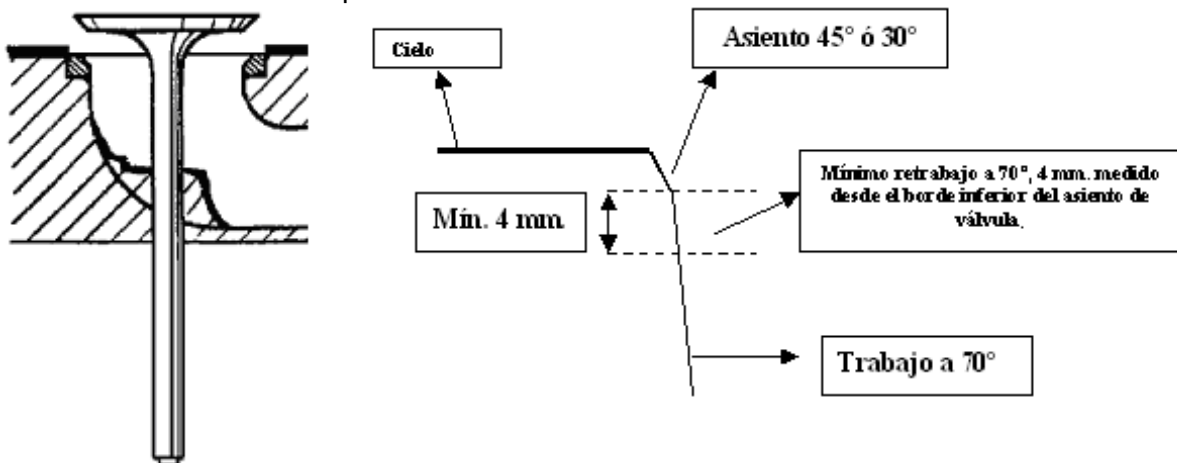 Cielo
Asiento 45° ó 30°
Mín. 4 mm.
Mínimo retrabajo a 70°, 4 mm. medido
desde el borde inferior del asiento de
válvula.
Trabajo a 70°